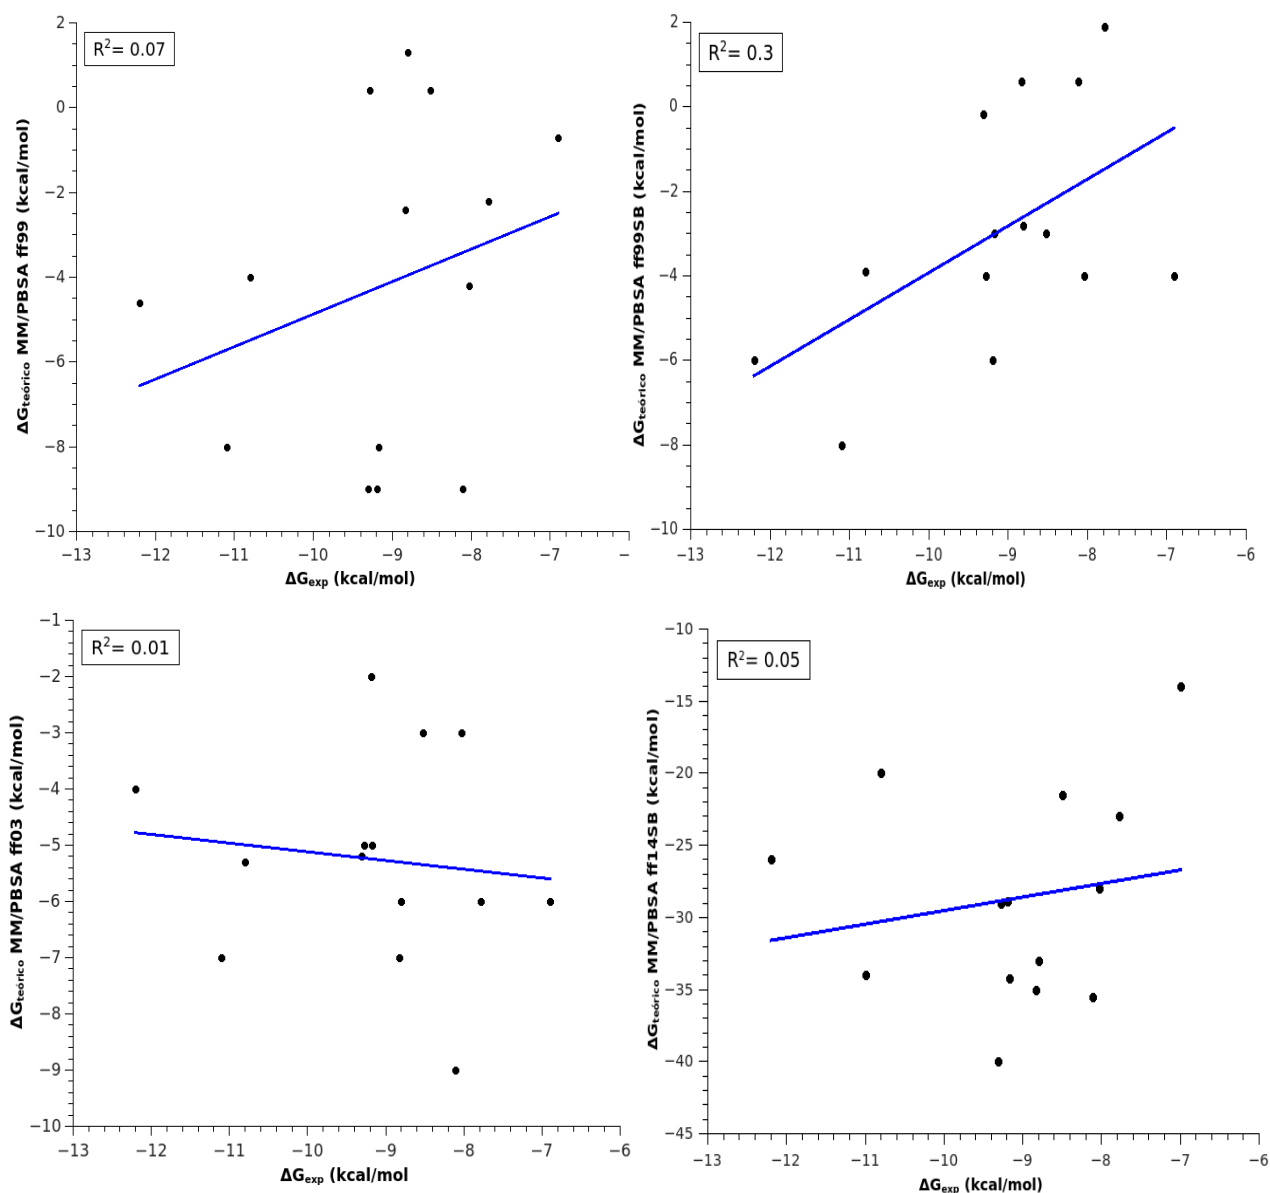 R²= 0.07
ΔGteórico MM/PBSA ff99 (kcal/mol)
2
0
−2
−4
−6
−8
−10
−13 −12 −11 −10 −9 −8 −7 −
ΔGexp (kcal/mol)
R²= 0.3
ΔGteórico MM/PBSA ff99SB (kcal/mol)
2
0
−2
−4
−6
−8
−10
−13 −12 −11 −10 −9 −8 −7 −6
ΔGexp (kcal/mol)
R²= 0.01
ΔGteórico MM/PBSA ff03 (kcal/mol)
−1
−2
−3
−4
−5
−6
−7
−8
−9
−10
−13 −12 −11 −10 −9 −8 −7 −6
ΔGexp (kcal/mol
R²= 0.05
ΔGteórico MM/PBSA ff14SB (kcal/mol)
−10
−15
−20
−25
−30
−35
−40
−45
−13 −12 −11 −10 −9 −8 −7 −6
ΔGexp (kcal/mol)